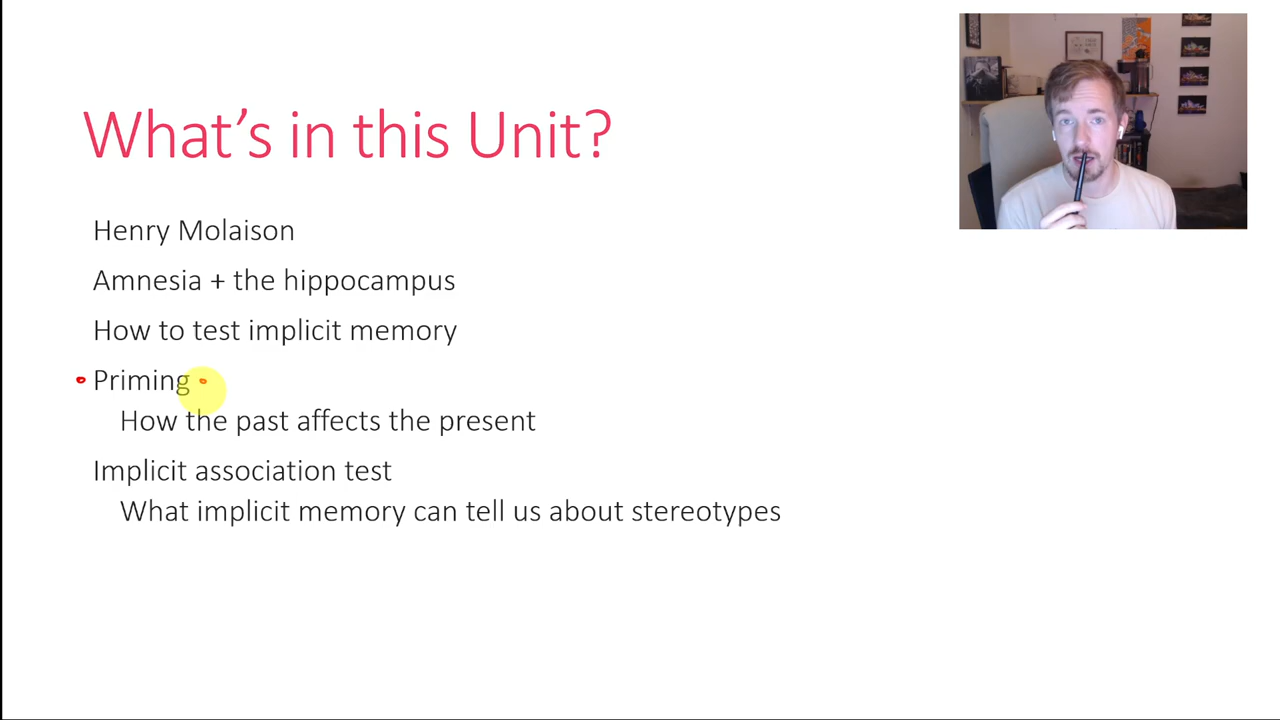 What's in this Unit?
Henry Molaison
Amnesia + the hippocampus
How to test implicit memory
Priming
How the past affects the present
Implicit association test
What implicit memory can tell us about stereotypes